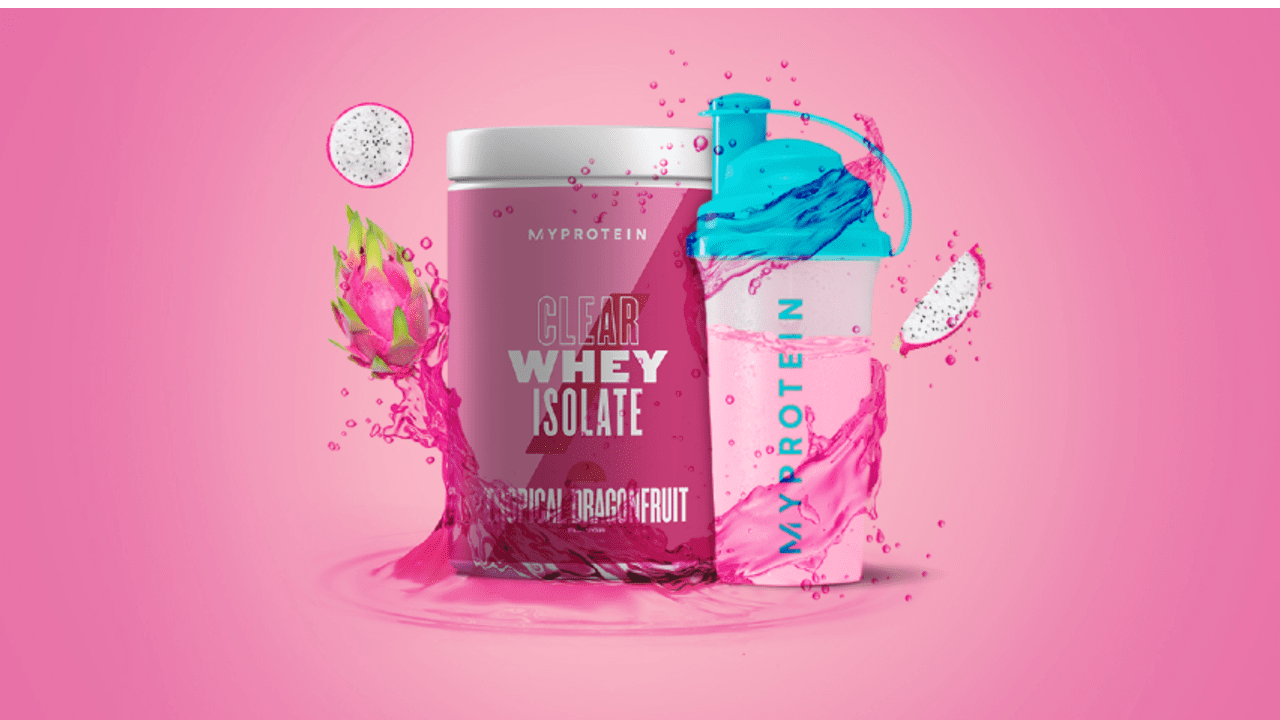 MYPROTEIN
CLEAR
WHEY
ISOLATE
TROPICAL DRAGONFRUIT
MYPROTEIN